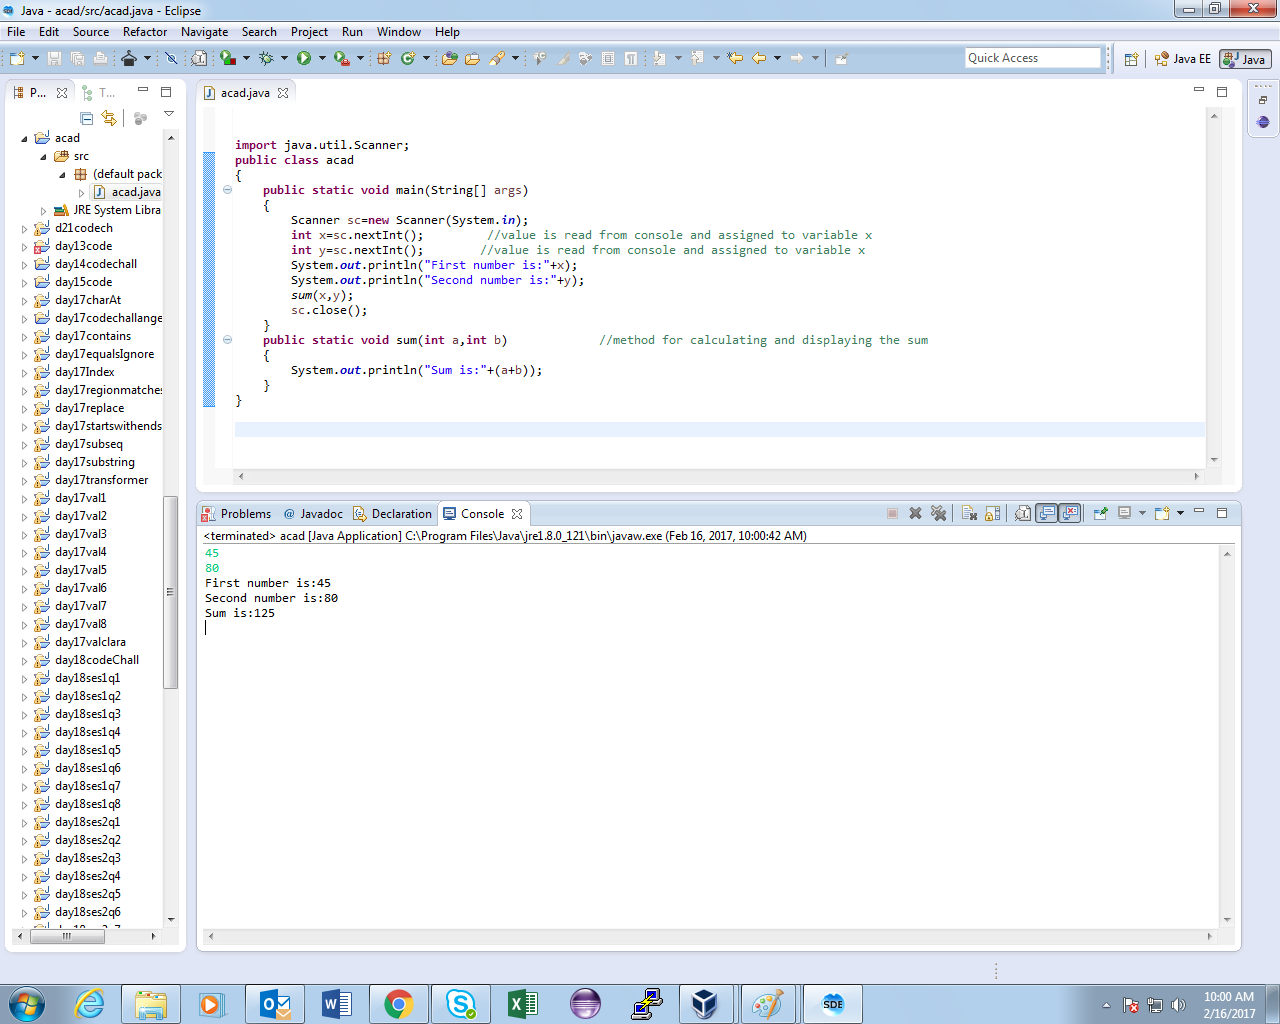 Java - acad/src/acad.java - Eclipse
File Edit Source Refactor Navigate Search Project Run Window Help
Quick Access
Java EE
Java
P...
T...
acad
src
(default pack
acad.java
JRE System Libra
d21codech
day13code
day14codechall
day15code
day17charAt
day17codechallange
day17contains
day17equalsIgnore
day17Index
day17regionmatches
day17replace
day17startswithends
day17subseq
day17substring
day17transformer
day17val1
day17val2
day17val3
day17val4
day17val5
day17val6
day17val7
day17val8
day17valclara
day18codeChall
day18ses1q1
day18ses1q2
day18ses1q3
day18ses1q4
day18ses1q5
day18ses1q6
day18ses1q7
day18ses1q8
day18ses2q1
day18ses2q2
day18ses2q3
day18ses2q4
day18ses2q5
day18ses2q6
acad.java
import java.util.Scanner;
public class acad
{
public static void main(String[] args)
{
Scanner sc=new Scanner(System.in);
int x=sc.nextInt(); //value is read from console and assigned to variable x
int y=sc.nextInt(); //value is read from console and assigned to variable x
System.out.println("First number is:"+x);
System.out.println("Second number is:"+y);
sum(x,y);
sc.close();
}
public static void sum(int a,int b) //method for calculating and displaying the sum
{
System.out.println("Sum is:"+(a+b));
}
}
Problems @ Javadoc Declaration Console
<terminated> acad [Java Application] C:\Program Files\Java\jre1.8.0_121\bin\javaw.exe (Feb 16, 2017, 10:00:42 AM)
45
80
First number is:45
Second number is:80
Sum is:125
SDE
10:00 AM
2/16/2017